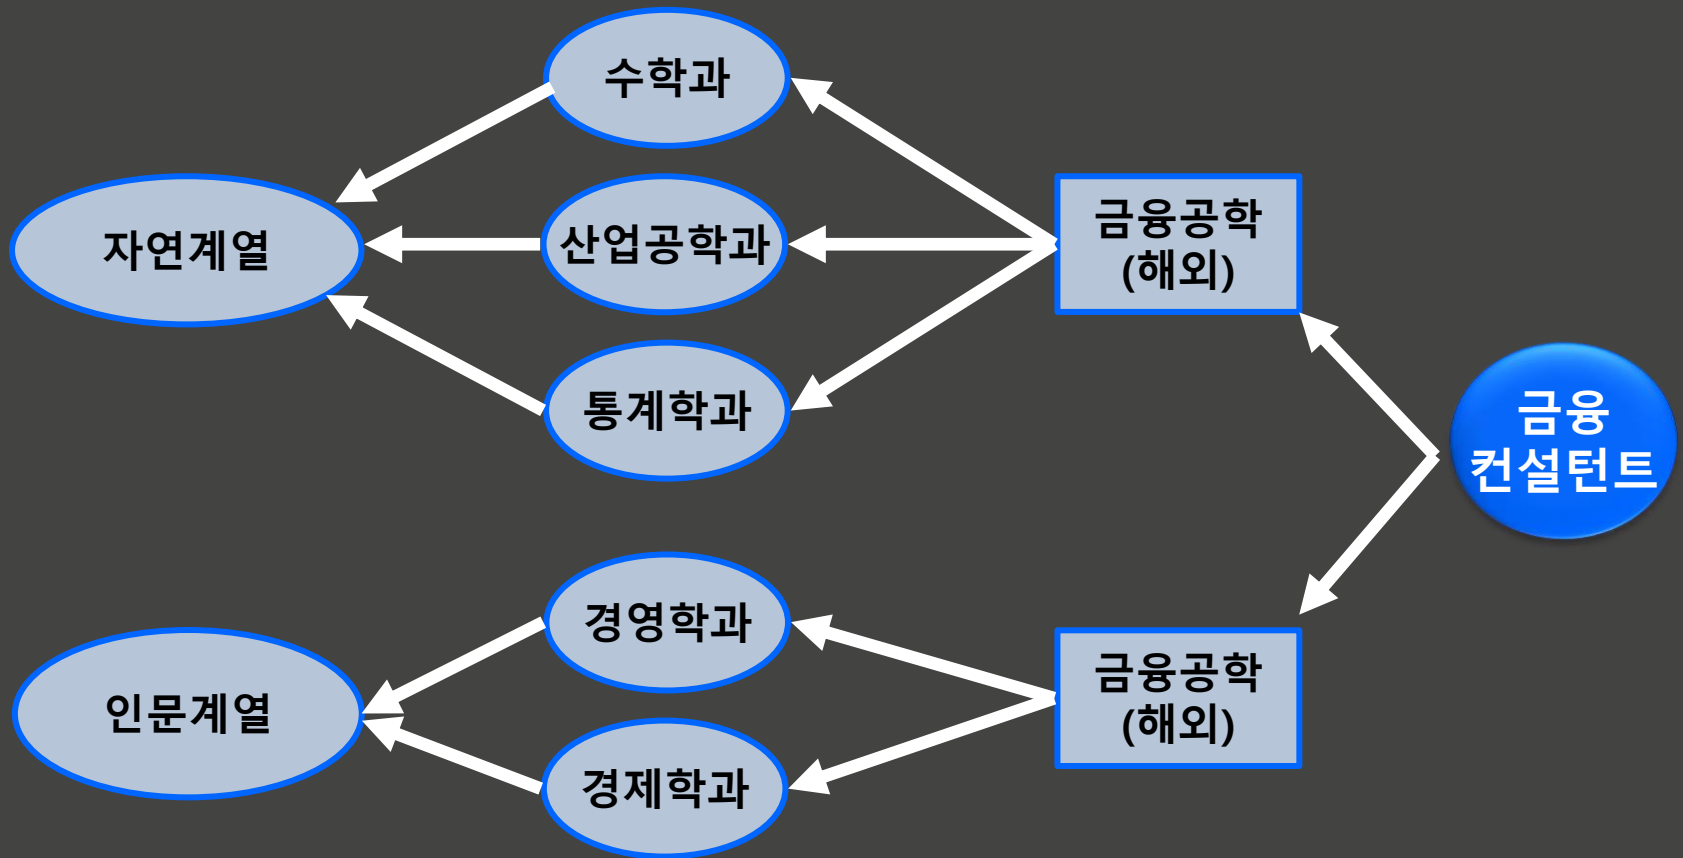 수학과
자연계열
산업공학과
통계학과
금융공학
(해외)
금융
컨설턴트
인문계열
경영학과
경제학과
금융공학
(해외)